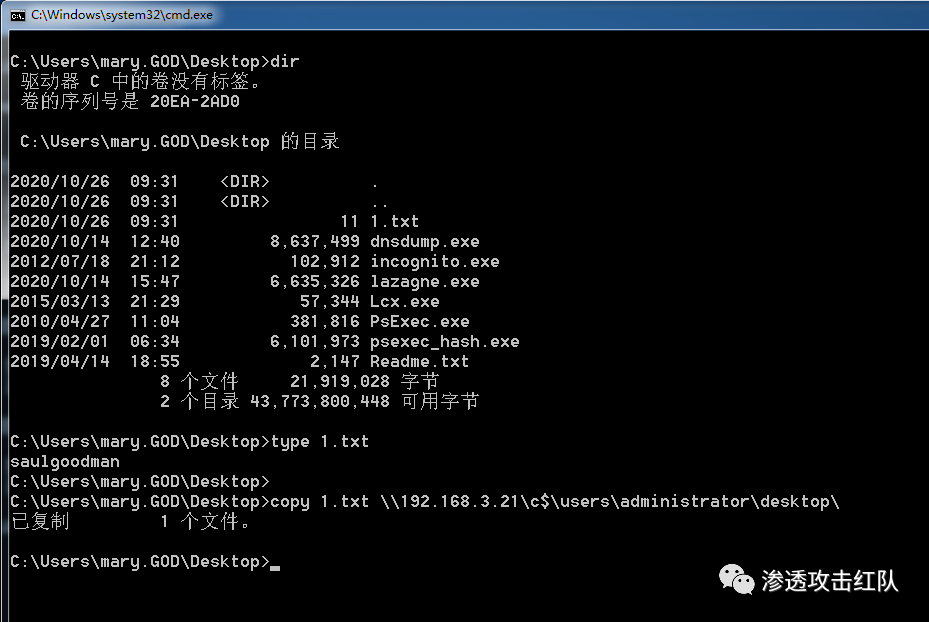 C:\Windows\system32\cmd.exe
C:\Users\mary.GOD\Desktop>dir
驱动器 C 中的卷没有标签。
卷的序列号是 20EA-2AD0
C:\Users\mary.GOD\Desktop 的目录
2020/10/26 09:31 <DIR> .
2020/10/26 09:31 <DIR> ..
2020/10/26 09:31 11 1.txt
2020/10/14 12:40 8,637,499 dnsdump.exe
2012/07/18 21:12 102,912 incognito.exe
2020/10/14 15:47 6,635,326 lazagne.exe
2015/03/13 21:29 57,344 Lcx.exe
2010/04/27 11:04 381,816 PsExec.exe
2019/02/01 06:34 6,101,973 psexec_hash.exe
2019/04/14 18:55 2,147 Readme.txt
8 个文件 21,919,028 字节
2 个目录 43,773,800,448 可用字节
C:\Users\mary.GOD\Desktop>type 1.txt
saulgoodman
C:\Users\mary.GOD\Desktop>
C:\Users\mary.GOD\Desktop>copy 1.txt \\192.168.3.21\c$\users\administrator\desktop\
已复制 1 个文件。
C:\Users\mary.GOD\Desktop>
渗透攻击红队